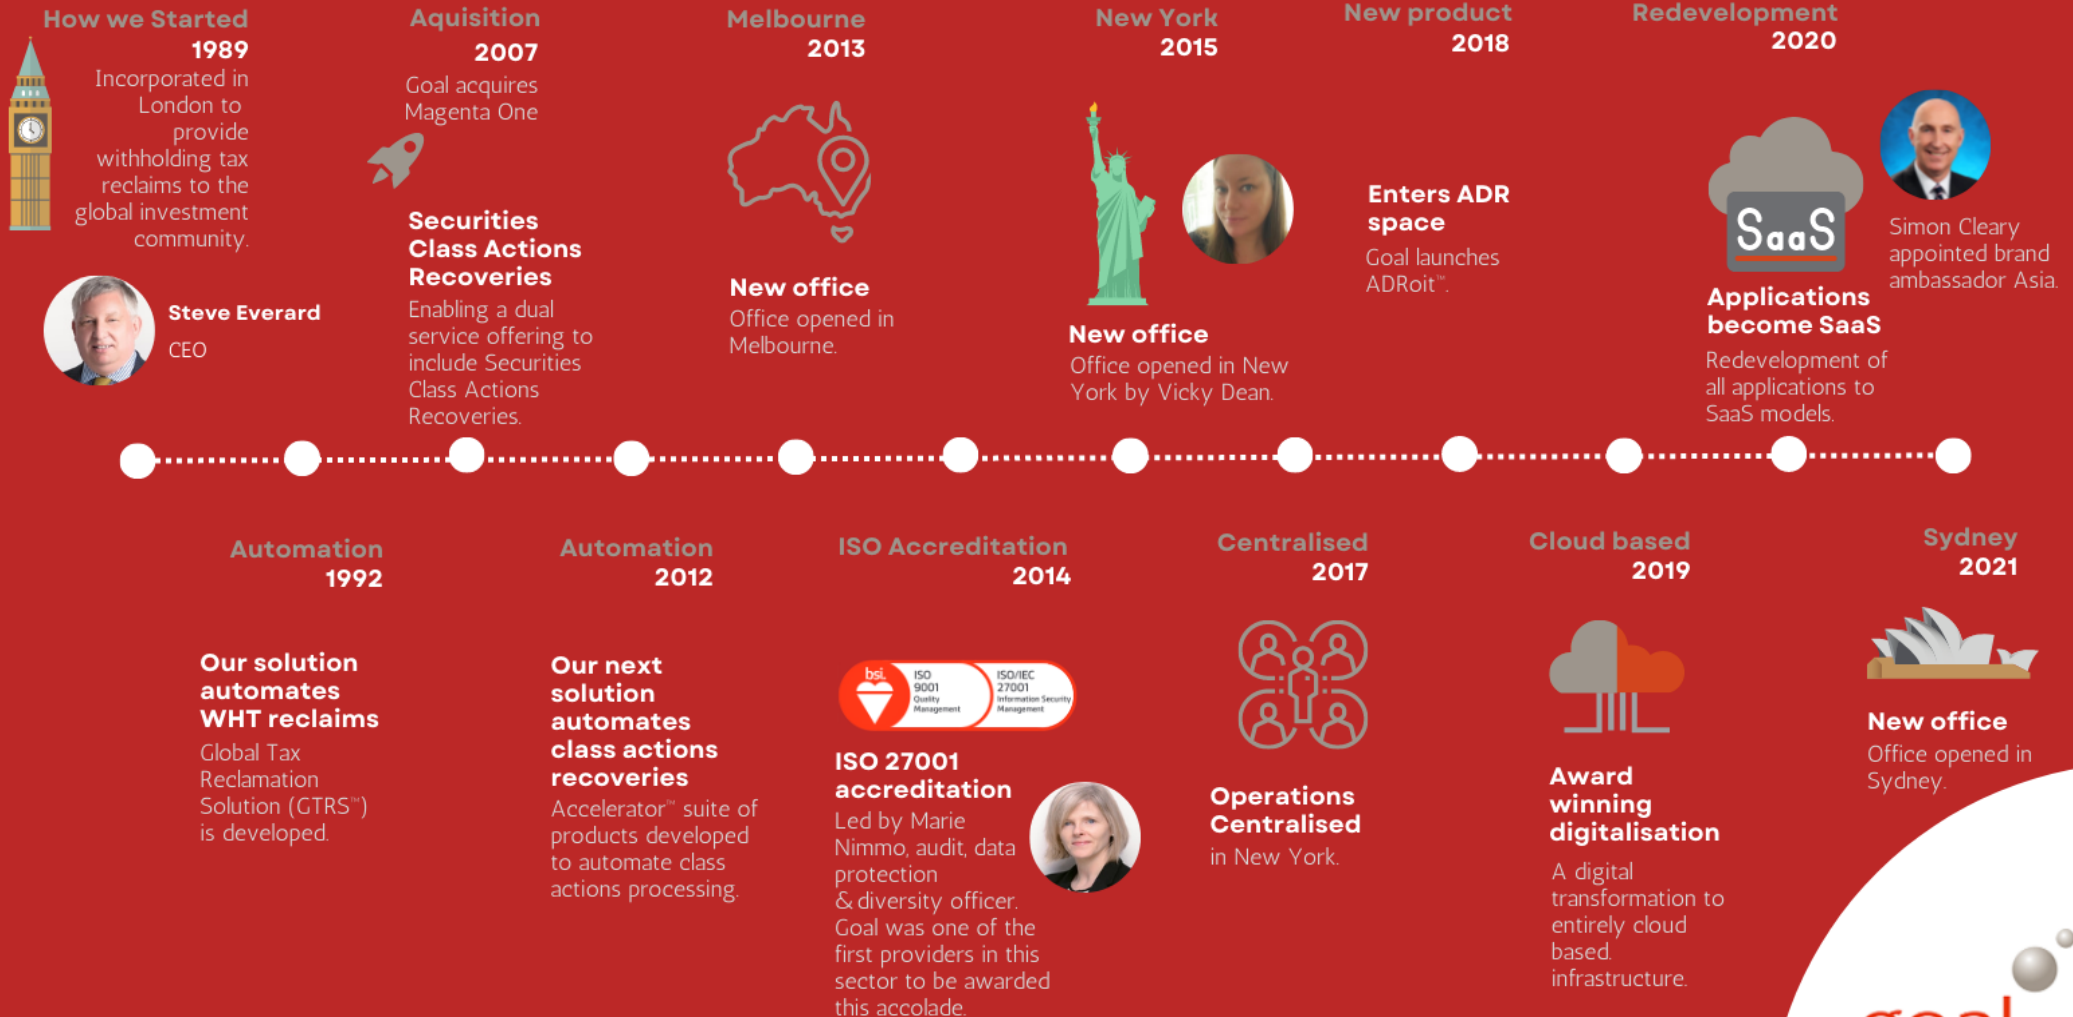 How we Started
1989
Incorporated in
London to
provide
withholding tax
reclaims to the
global investment
community.
Steve Everard
CEO
Aquisition
2007
Goal acquires
Magenta One
Securities
Class Actions
Recoveries
Enabling a dual
service offering to
include Securities
Class Actions
Recoveries.
Melbourne
2013
New office
Office opened in
Melbourne.
New York
2015
New office
Office opened in New
York by Vicky Dean.
New product
2018
Enters ADR
space
Goal launches
ADRoit™.
Redevelopment
2020
SaaS
Applications
become SaaS
Redevelopment of
all applications to
SaaS models.
Simon Cleary
appointed brand
ambassador Asia.
Automation
1992
Our solution
automates
WHT reclaims
Global Tax
Reclamation
Solution (GTRS™)
is developed.
Automation
2012
Our next
solution
automates
class actions
recoveries
Accelerator™ suite of
products developed
to automate class
actions processing.
ISO Accreditation
2014
bsi.
ISO
9001
Quality
Management
ISO/IEC
27001
Information Security
Management
ISO 27001
accreditation
Led by Marie
Nimmo, audit, data
protection
& diversity officer.
Goal was one of the
first providers in this
sector to be awarded
this accolade.
Centralised
2017
Operations
Centralised
in New York.
Cloud based
2019
Award
winning
digitalisation
A digital
transformation to
entirely cloud
based.
infrastructure.
Sydney
2021
New office
Office opened in
Sydney.
goal